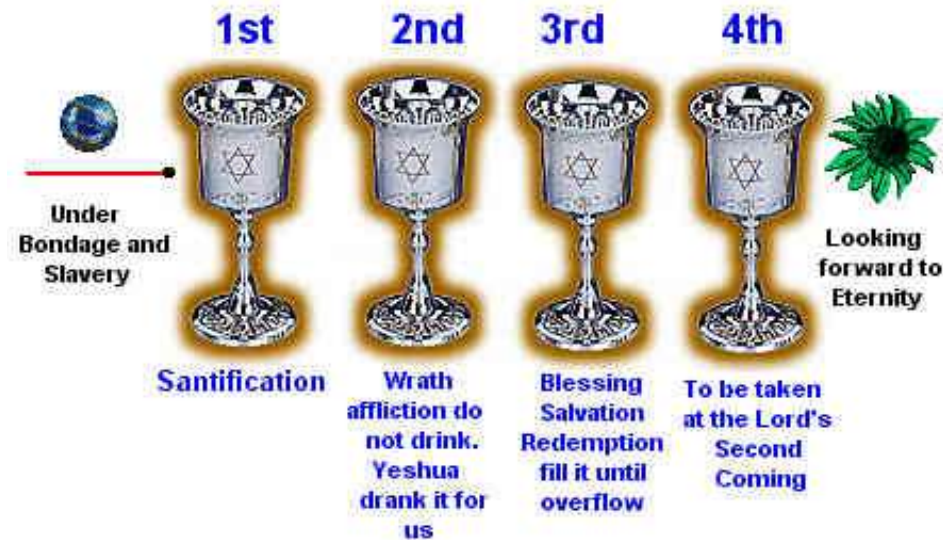 1st
2nd
3rd
4th
Under
Bondage and
Slavery
Santification
Wrath
affliction do
not drink.
Yeshua
drank it for
us
Blessing
Salvation
Redemption
fill it until
overflow
To be taken
at the Lord's
Second
Coming
Looking
forward to
Eternity